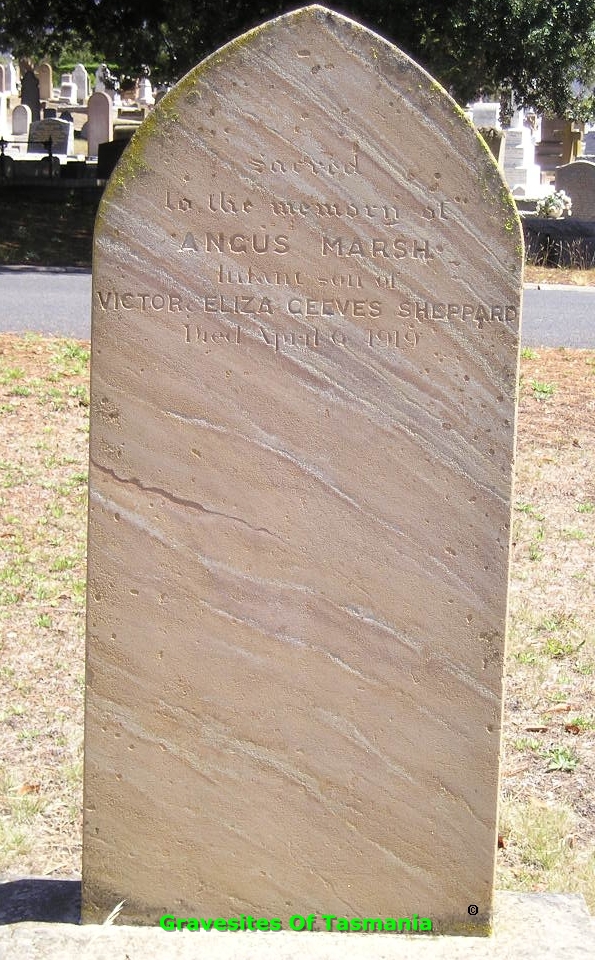 Sacred
to the memory of
ANGUS MARSH
Infant son of
VICTOR & ELIZA GEEVES SHEPPARD
Died April 6 1919
©
Gravesites Of Tasmania